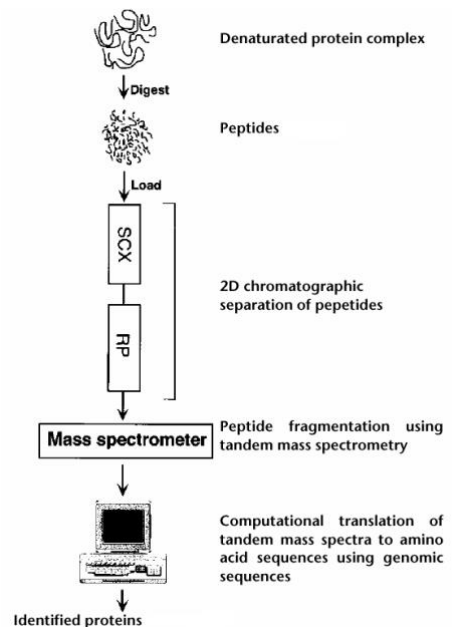 Denaturated protein complex
Digest
Peptides
Load
SCX
2D chromatographic
separation of pepetides
RP
Mass spectrometer
Peptide fragmentation using
tandem mass spectrometry
Computational translation of
tandem mass spectra to amino
acid sequences using genomic
sequences
Identified proteins